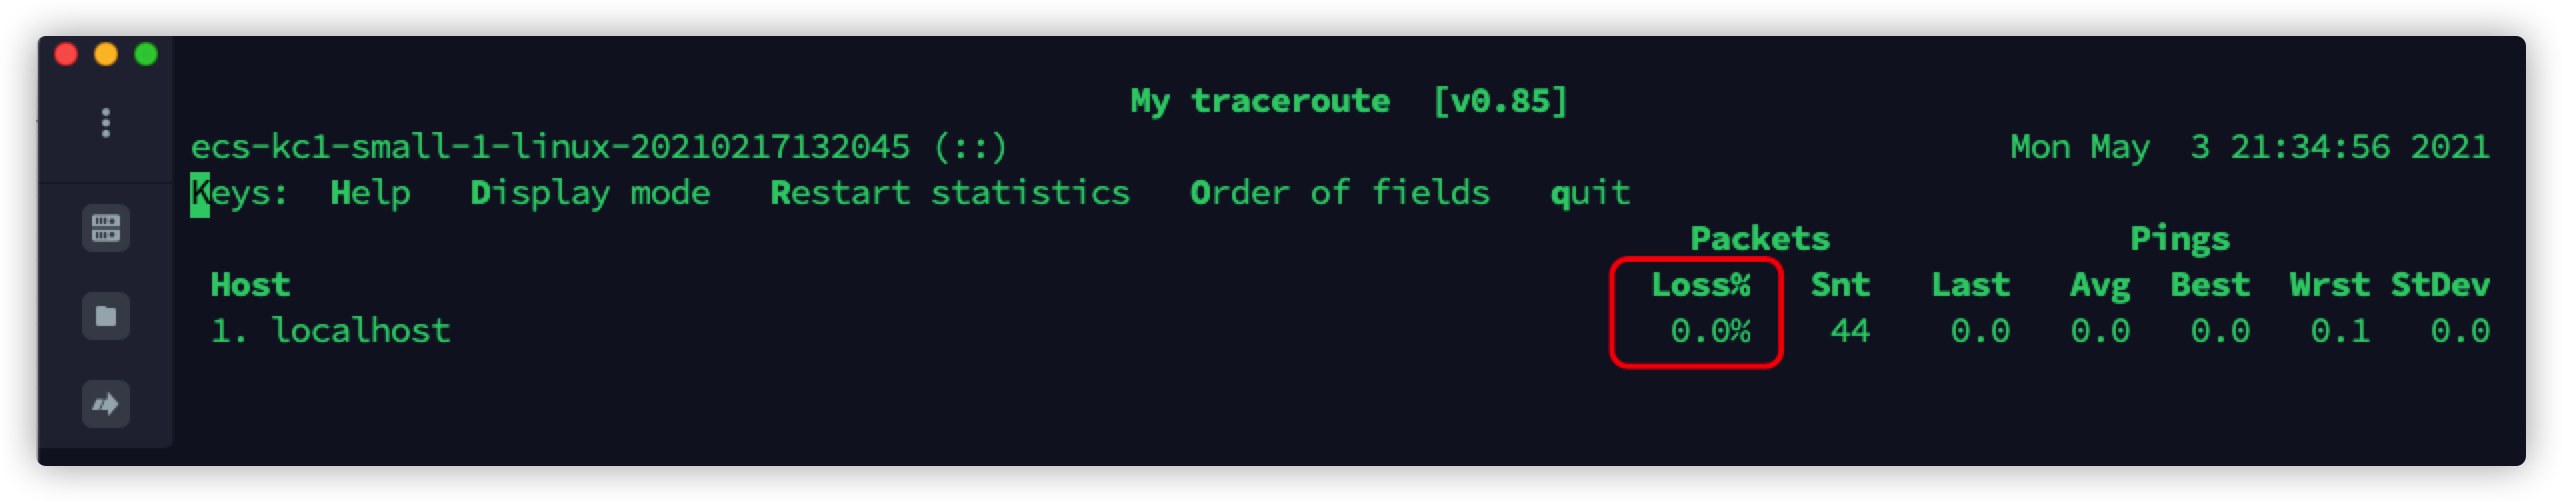 My traceroute  [v0.85]
ecs-kc1-small-1-linux-20210217132045 (::)  Mon May  3 21:34:56 2021
Keys:  Help   Display mode   Restart statistics   Order of fields   quit
Packets  Pings
Host  Loss%  Snt  Last  Avg  Best  Wrst  StDev
1. localhost  0.0%  44  0.0  0.0  0.0  0.1  0.0